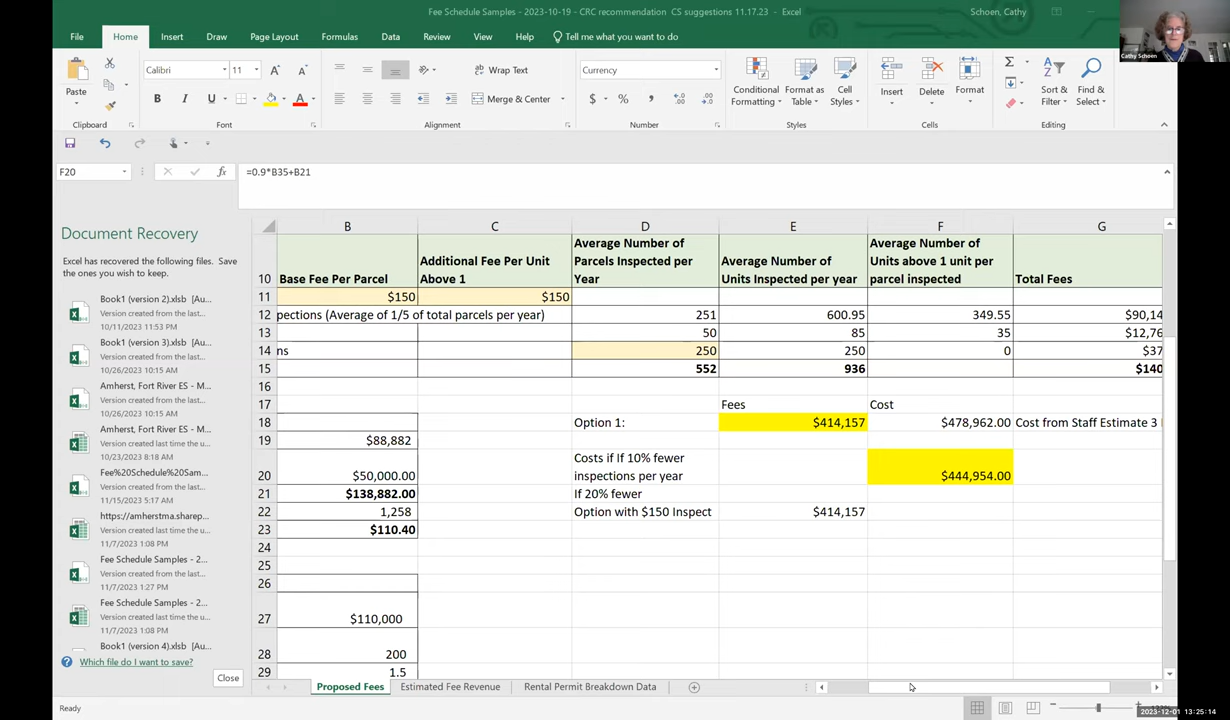 Fee Schedule Samples - 2023-10-19 - CRC recommendation CS suggestions 11.17.23 - Excel
Schoen, Cathy
Cathy Schoen
File Home Insert Draw Page Layout Formulas Data Review View Help Tell me what you want to do
Calibri 11 Wrap Text Currency
Paste B I U A Merge & Center $ % , Conditional Formatting Format as Table Cell Styles Insert Delete Format Sort & Filter Find & Select
Clipboard Font Alignment Number Styles Cells Editing
F20 fx =0.9*B35+B21
Document Recovery
Excel has recovered the following files. Save
the ones you wish to keep.
Book1 (version 2).xlsb [Au...
Version created from the last...
10/11/2023 11:53 PM
Book1 (version 3).xlsb [Au...
Version created from the last...
10/26/2023 10:15 AM
Amherst, Fort River ES - M...
Version created from the last...
10/26/2023 10:15 AM
Amherst, Fort River ES - M...
Version created last time the u...
10/23/2023 8:18 AM
Fee%20Schedule%20Sam...
Version created from the last...
11/15/2023 5:17 AM
https://amherstma.sharep...
Version created last time the u...
11/7/2023 1:08 PM
Fee Schedule Samples - 2...
Version created from the last...
11/7/2023 1:27 PM
Fee Schedule Samples - 2...
Version created last time the u...
11/7/2023 1:08 PM
Book1 (version 4).xlsb [Au...
Which file do I want to save?
Close
B C D E F G
10 Base Fee Per Parcel Additional Fee Per Unit Above 1 Average Number of Parcels Inspected per Year Average Number of Units Inspected per year Average Number of Units above 1 unit per parcel inspected Total Fees
11 $150 $150
12 pections (Average of 1/5 of total parcels per year) 251 600.95 349.55 $90,14
13 50 85 35 $12,76
14 ns 250 250 0 $37
15 552 936 $140
16
17 Fees Cost
18 Option 1: $414,157 $478,962.00 Cost from Staff Estimate 3
19 $88,882
20 $50,000.00 Costs if If 10% fewer inspections per year $444,954.00
21 $138,882.00 If 20% fewer
22 1,258 Option with $150 Inspect $414,157
23 $110.40
24
25
26
27 $110,000
28 200
29 1.5
Proposed Fees Estimated Fee Revenue Rental Permit Breakdown Data
Ready
2023-12-01 13:25:14